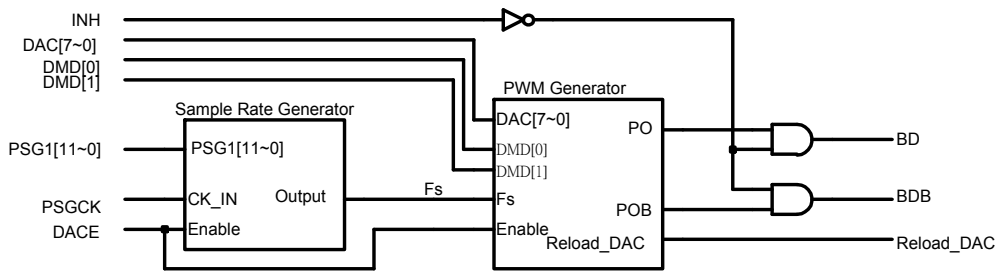 INH
DAC[7~0]
DMD[0]
DMD[1]
PWM Generator
Sample Rate Generator
DAC[7~0]
PO
BD
PSG1[11~0]
PSG1[11~0]
DMD[0]
DMD[1]
PSGCK
CK_IN
Output
Fs
Fs
POB
BDB
DACE
Enable
Enable
Reload_DAC
Reload_DAC